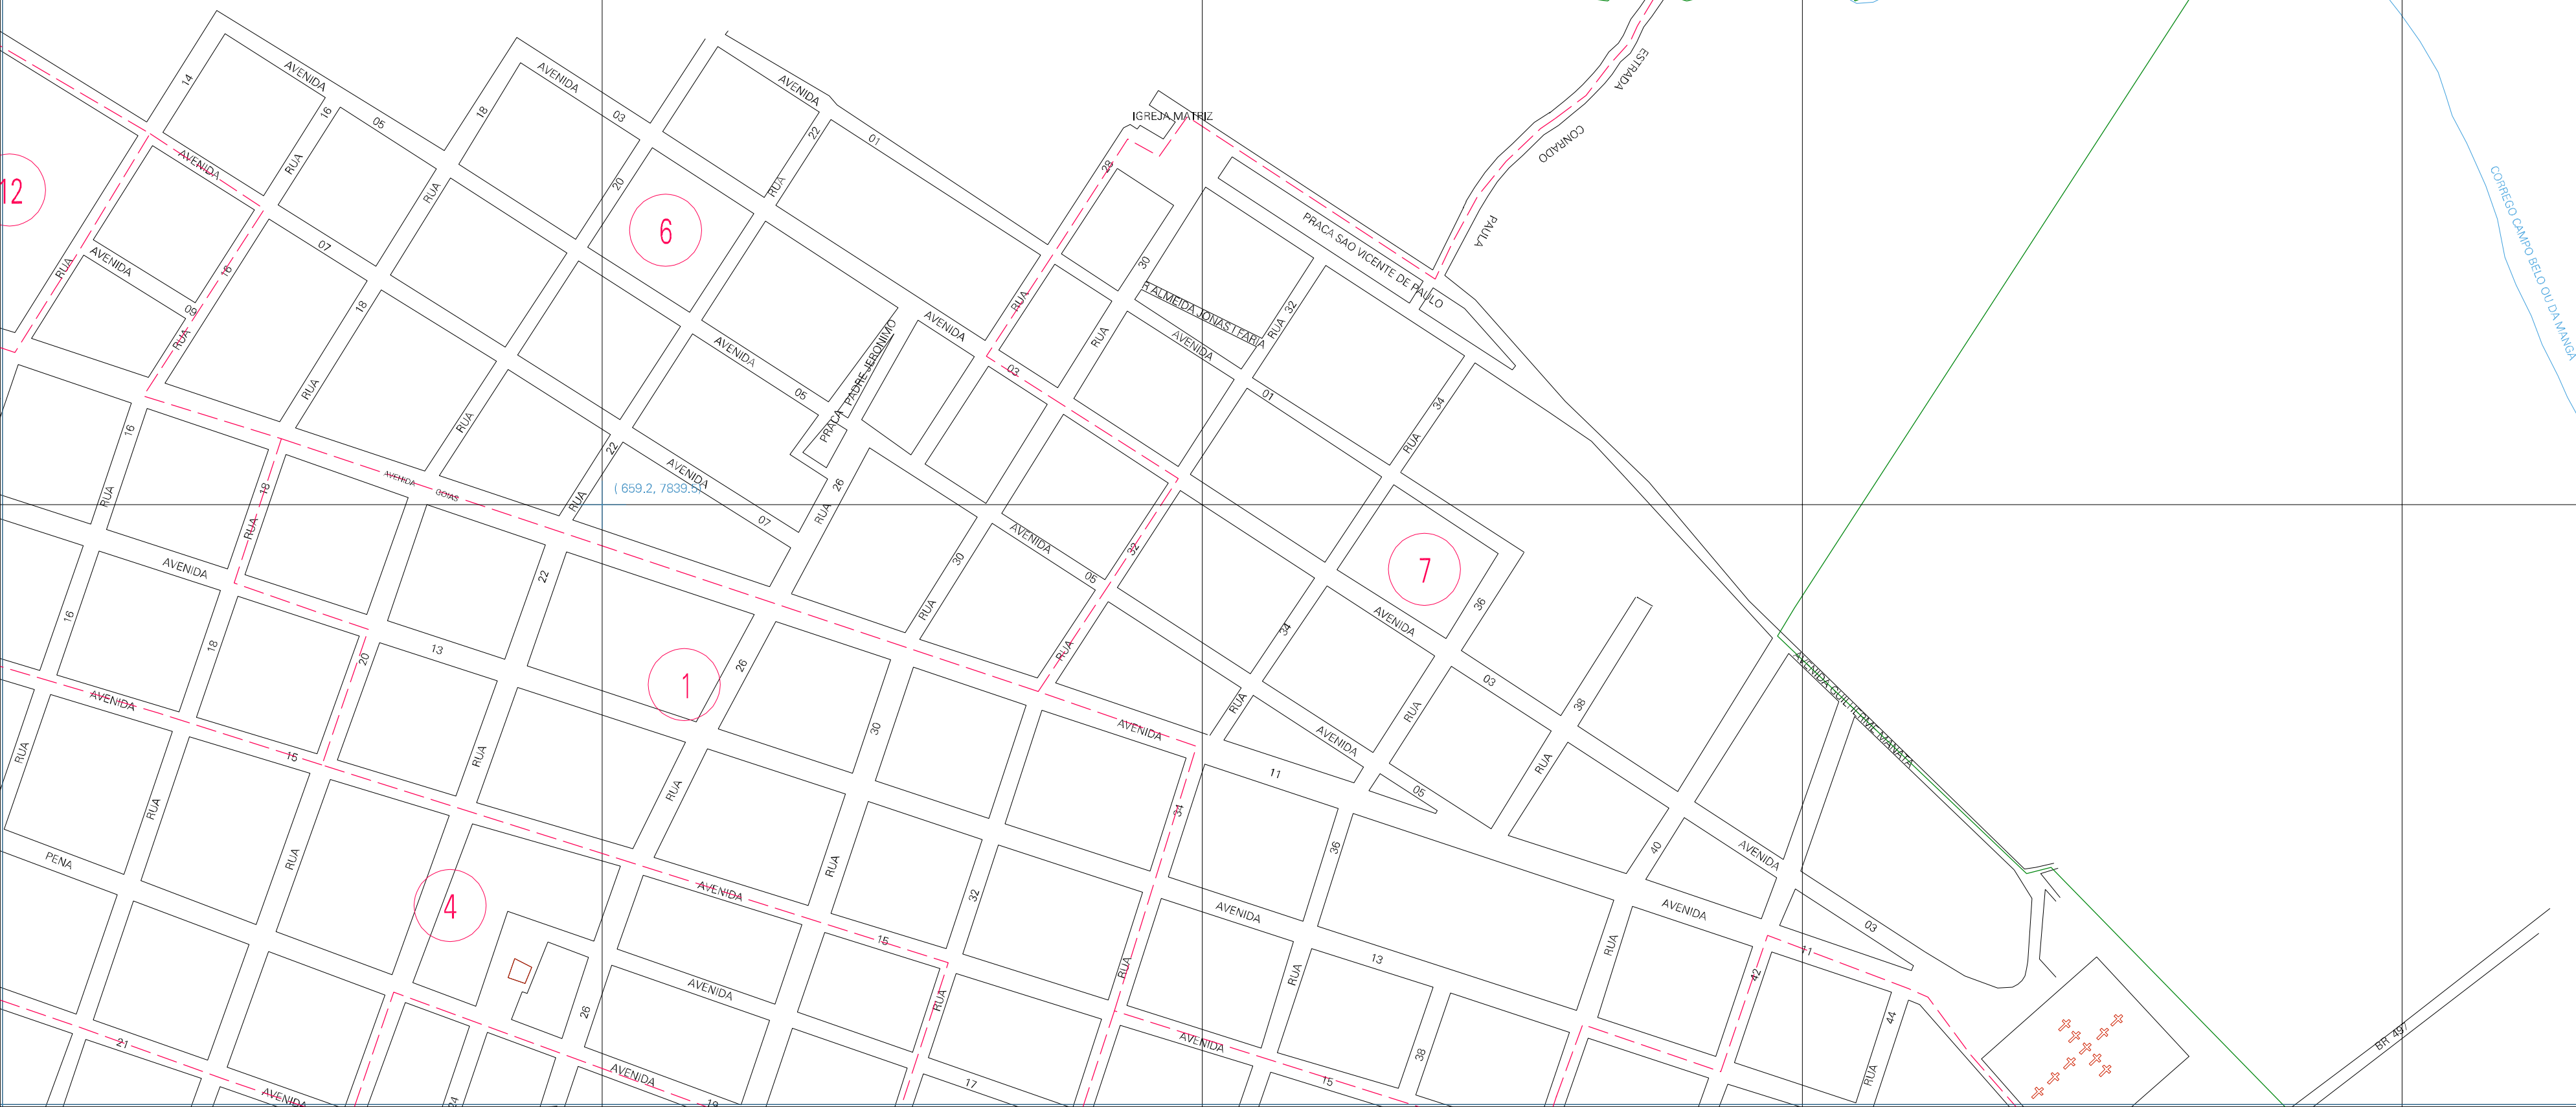 ESTRADA
CONRADO
PAULA
IGREJA MATRIZ
PRACA SAO VICENTE DE PAULO
CORREGO CAMPO BELO OU DA MANGA
14
AVENIDA
16
05
18
AVENIDA
03
AVENIDA
22
01
28
12
AVENIDA
RUA
RUA
20
RUA
6
30
R ALMEIDA JONAS I FARIA
RUA
AVENIDA
16
07
18
RUA
32
AVENIDA
09
RUA
RUA
RUA
AVENIDA
05
PRACA PADRE JERONIMO
AVENIDA
03
RUA
AVENIDA
RUA
01
34
RUA
16
RUA
18
RUA
AVENIDA GOIAS
RUA
22
( 659.2, 7839.5)
AVENIDA
07
26
RUA
30
RUA
AVENIDA
05
32
RUA
7
AVENIDA
36
03
38
34
RUA
AVENIDA
13
16
18
20
22
26
1
AVENIDA
15
RUA
RUA
RUA
RUA
RUA
30
RUA
AVENIDA
11
34
AVENIDA
05
RUA
RUA
36
40
AVENIDA
03
AVENIDA GUILHERME MANATA
PENA
4
AVENIDA
15
32
RUA
RUA
AVENIDA
13
RUA
38
AVENIDA
11
RUA
42
44
RUA
21
AVENIDA
24
26
AVENIDA
AVENIDA
19
17
AVENIDA
15
BR 497